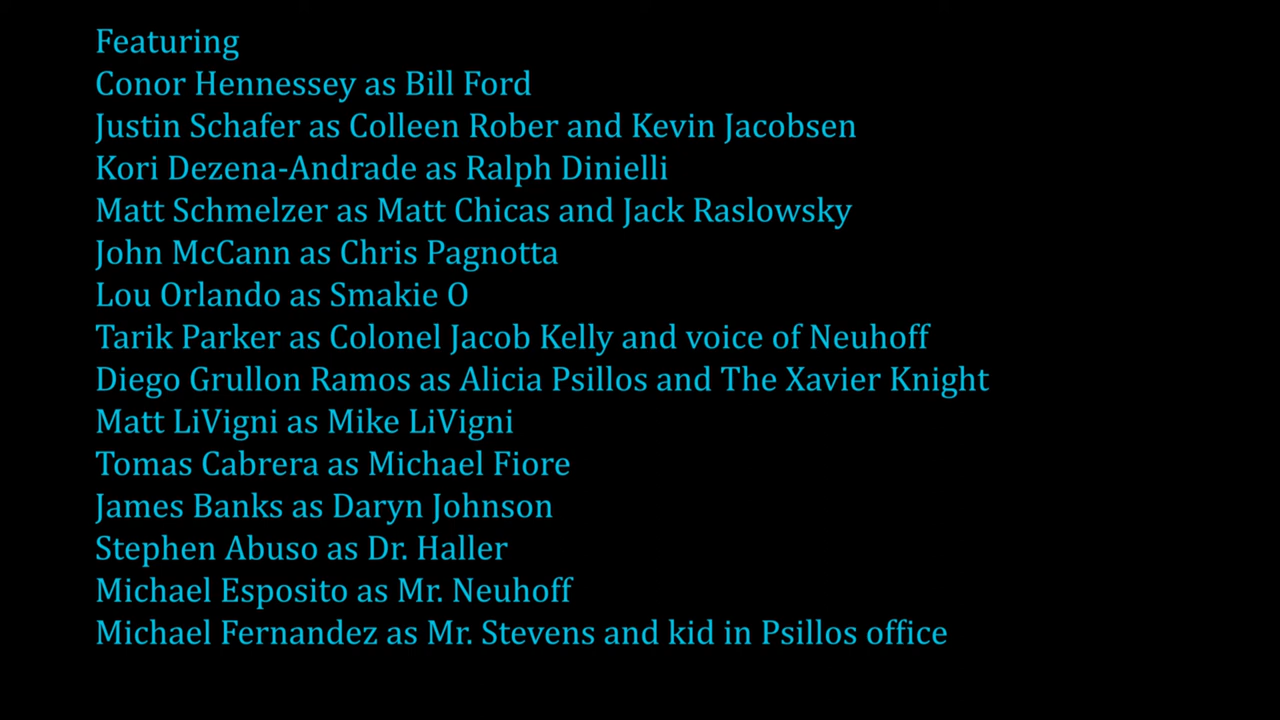 Featuring
Conor Hennessey as Bill Ford
Justin Schafer as Colleen Rober and Kevin Jacobsen
Kori Dezena-Andrade as Ralph Dinielli
Matt Schmelzer as Matt Chicas and Jack Raslowsky
John McCann as Chris Pagnotta
Lou Orlando as Smakie O
Tarik Parker as Colonel Jacob Kelly and voice of Neuhoff
Diego Grullon Ramos as Alicia Psillos and The Xavier Knight
Matt LiVigni as Mike LiVigni
Tomas Cabrera as Michael Fiore
James Banks as Daryn Johnson
Stephen Abuso as Dr. Haller
Michael Esposito as Mr. Neuhoff
Michael Fernandez as Mr. Stevens and kid in Psillos office